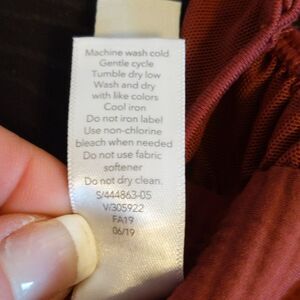 Machine wash cold
Gentle cycle
Tumble dry low
Wash and dry
with like colors
Cool iron
Do not iron label
Use non-chlorine
bleach when needed
Do not use fabric
softener
Do not dry clean.
S/444863-05
V/305922
FA19
06/19